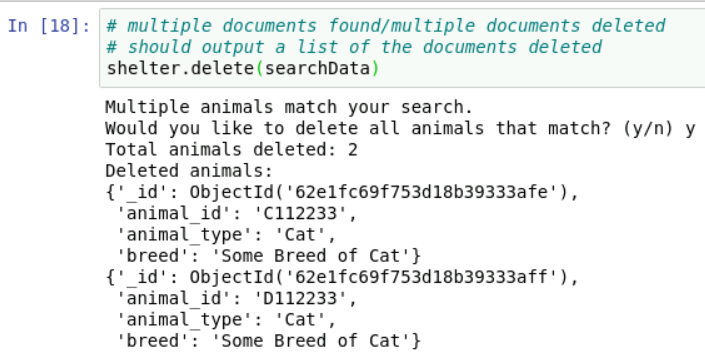 In [18]: # multiple documents found/multiple documents deleted
# should output a list of the documents deleted
shelter.delete(searchData)
Multiple animals match your search.
Would you like to delete all animals that match? (y/n) y
Total animals deleted: 2
Deleted animals:
{'_id': ObjectId('62e1fc69f753d18b39333afe'),
 'animal_id': 'C112233',
 'animal_type': 'Cat',
 'breed': 'Some Breed of Cat'}
{'_id': ObjectId('62e1fc69f753d18b39333aff'),
 'animal_id': 'D112233',
 'animal_type': 'Cat',
 'breed': 'Some Breed of Cat'}